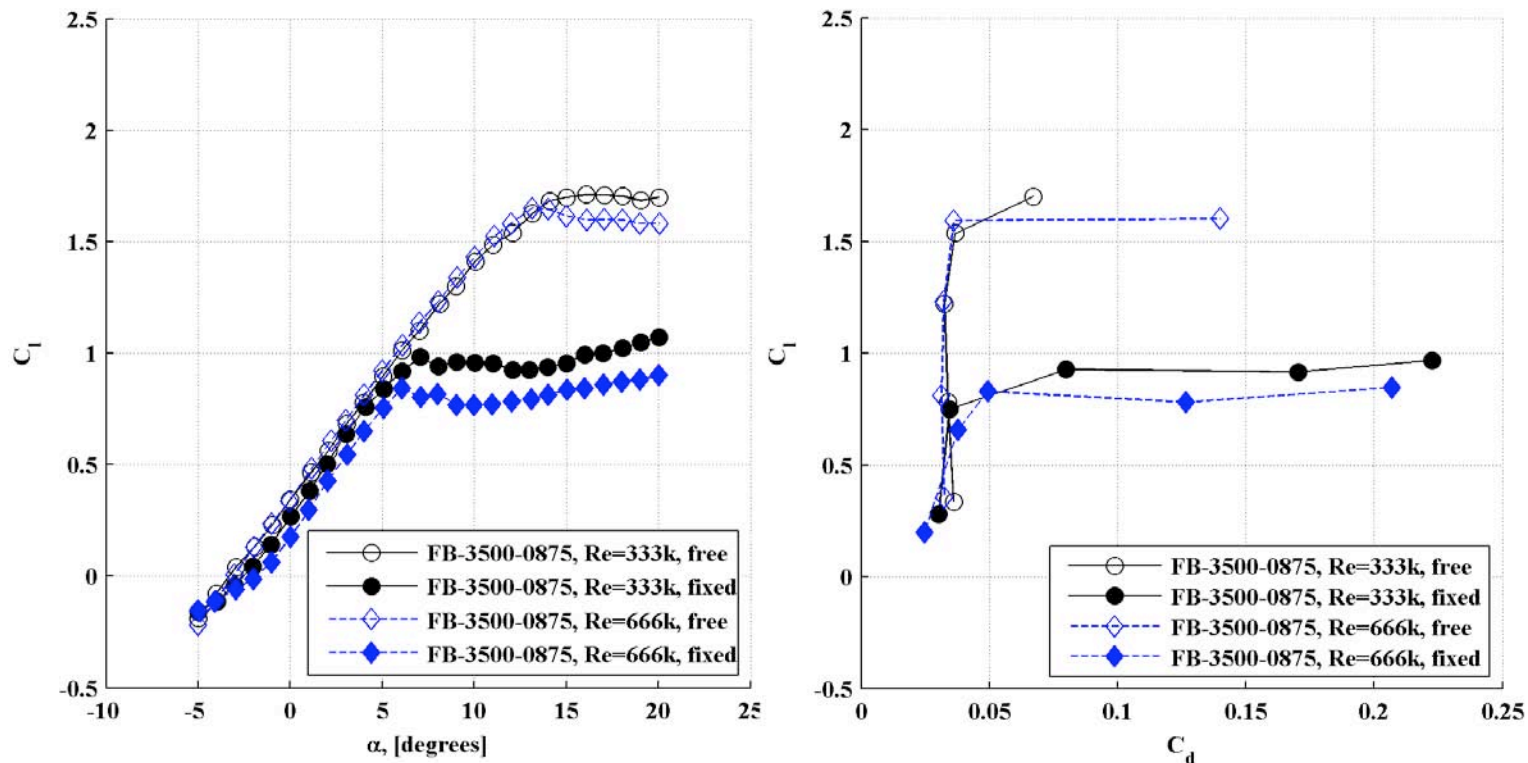 2.5
2
1.5
1
0.5
0
-0.5
C_l
-10 -5 0 5 10 15 20 25
α, [degrees]
FB-3500-0875, Re=333k, free
FB-3500-0875, Re=333k, fixed
FB-3500-0875, Re=666k, free
FB-3500-0875, Re=666k, fixed
2.5
2
1.5
1
0.5
0
-0.5
C_l
0 0.05 0.1 0.15 0.2 0.25
C_d
FB-3500-0875, Re=333k, free
FB-3500-0875, Re=333k, fixed
FB-3500-0875, Re=666k, free
FB-3500-0875, Re=666k, fixed